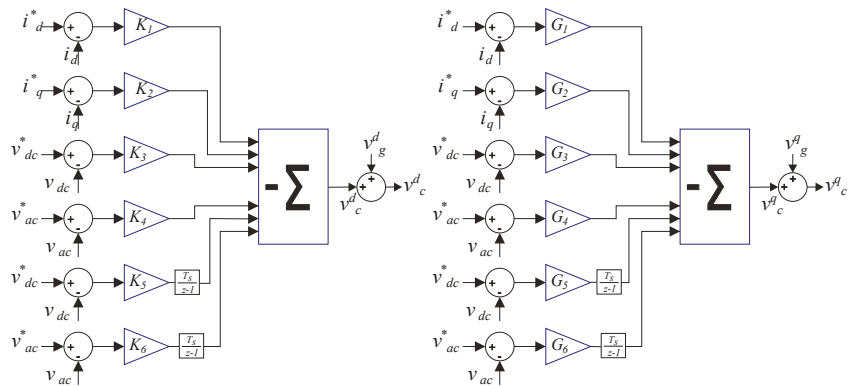 i*d + - K1 id
i*q + - K2 iq
v*dc + - K3 vdc
v*ac + - K4 vac
v*dc + - K5 Ts/z-1 vdc
v*ac + - K6 Ts/z-1 vac
-Σ
vdg
+ +
vdc
vdc
i*d + - G1 id
i*q + - G2 iq
v*dc + - G3 vdc
v*ac + - G4 vac
v*dc + - G5 Ts/z-1 vdc
v*ac + - G6 Ts/z-1 vac
-Σ
vqg
+ +
vqc
vqc